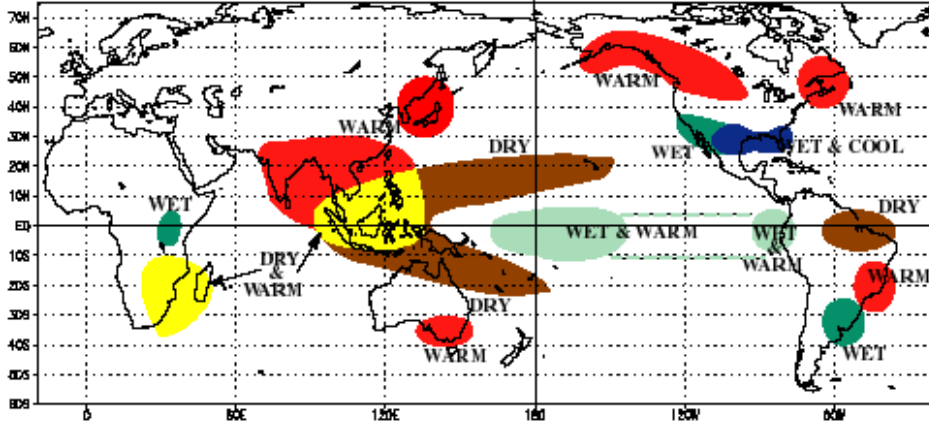 75N
60N
50N
40N
30N
20N
10N
EQ
10S
20S
30S
40S
50S
60S
0
60E
120E
180
120W
60W
WARM
WARM
WARM
DRY
WET
WET & COOL
WET
DRY
WET & WARM
WET
&
WARM
DRY
&
WARM
DRY
WARM
WARM
WET